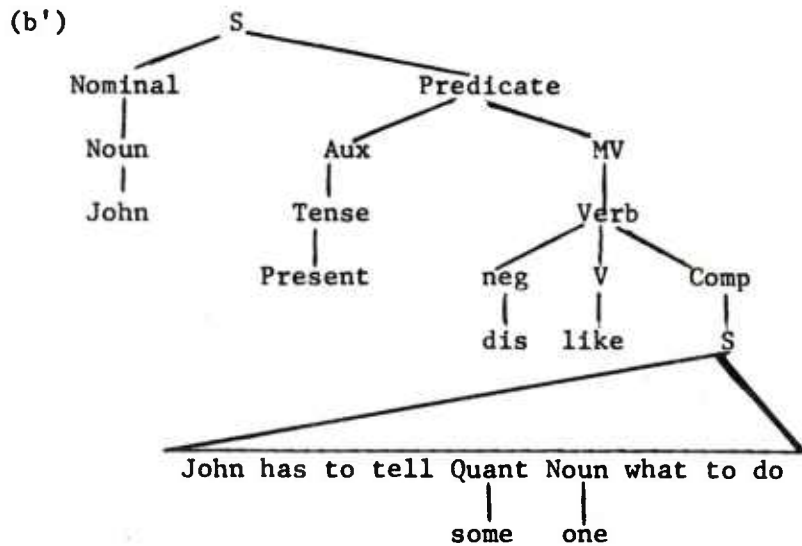 (b') S
Nominal Predicate
Noun Aux MV
John Tense Verb
Present neg V Comp
dis like S
John has to tell Quant Noun what to do
some one